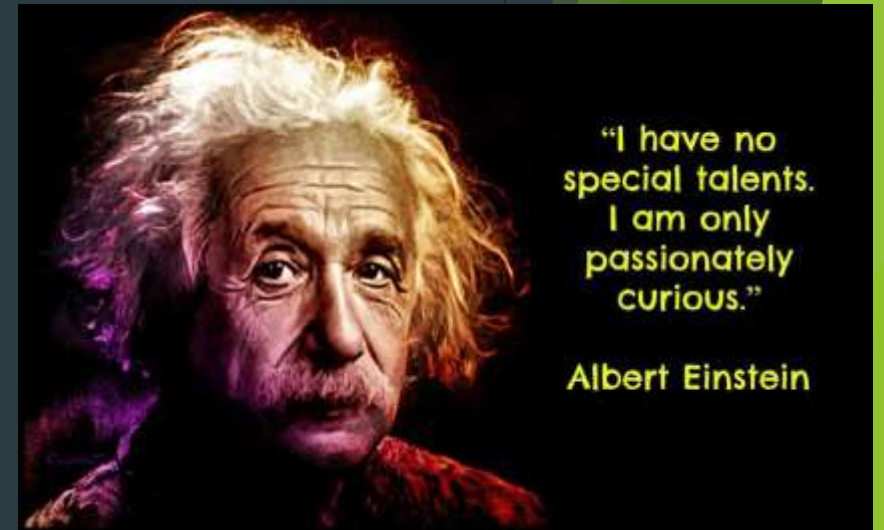 “I have no
special talents.
I am only
passionately
curious.”
Albert Einstein